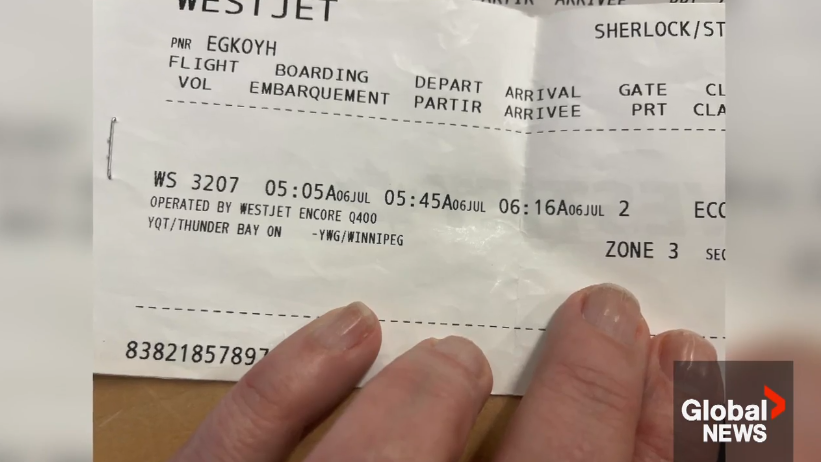 WESTJET
SHERLOCK/ST
PNR EGKOYH
FLIGHT BOARDING DEPART ARRIVAL GATE CL
VOL EMBARQUEMENT PARTIR ARRIVEE PRT CLA
WS 3207 05:05A06JUL 05:45A06JUL 06:16A06JUL 2 ECO
OPERATED BY WESTJET ENCORE Q400
YQT/THUNDER BAY ON -YWG/WINNIPEG
ZONE 3 SEQ
83821857897
Global
NEWS